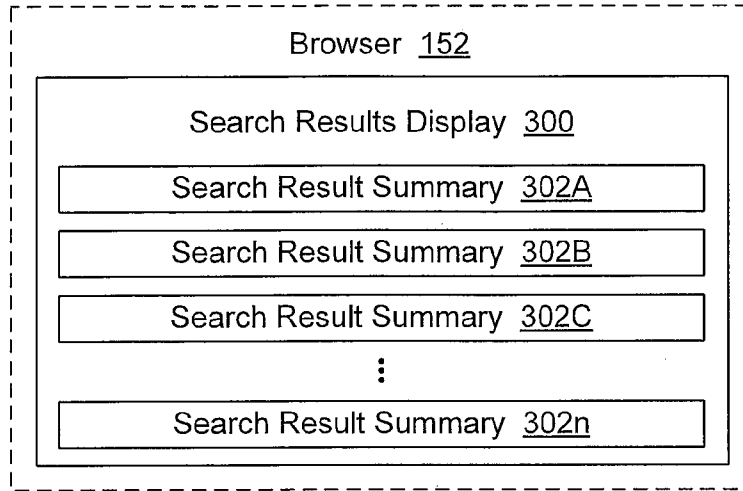 Browser 152
Search Results Display 300
Search Result Summary 302A
Search Result Summary 302B
Search Result Summary 302C
Search Result Summary 302n